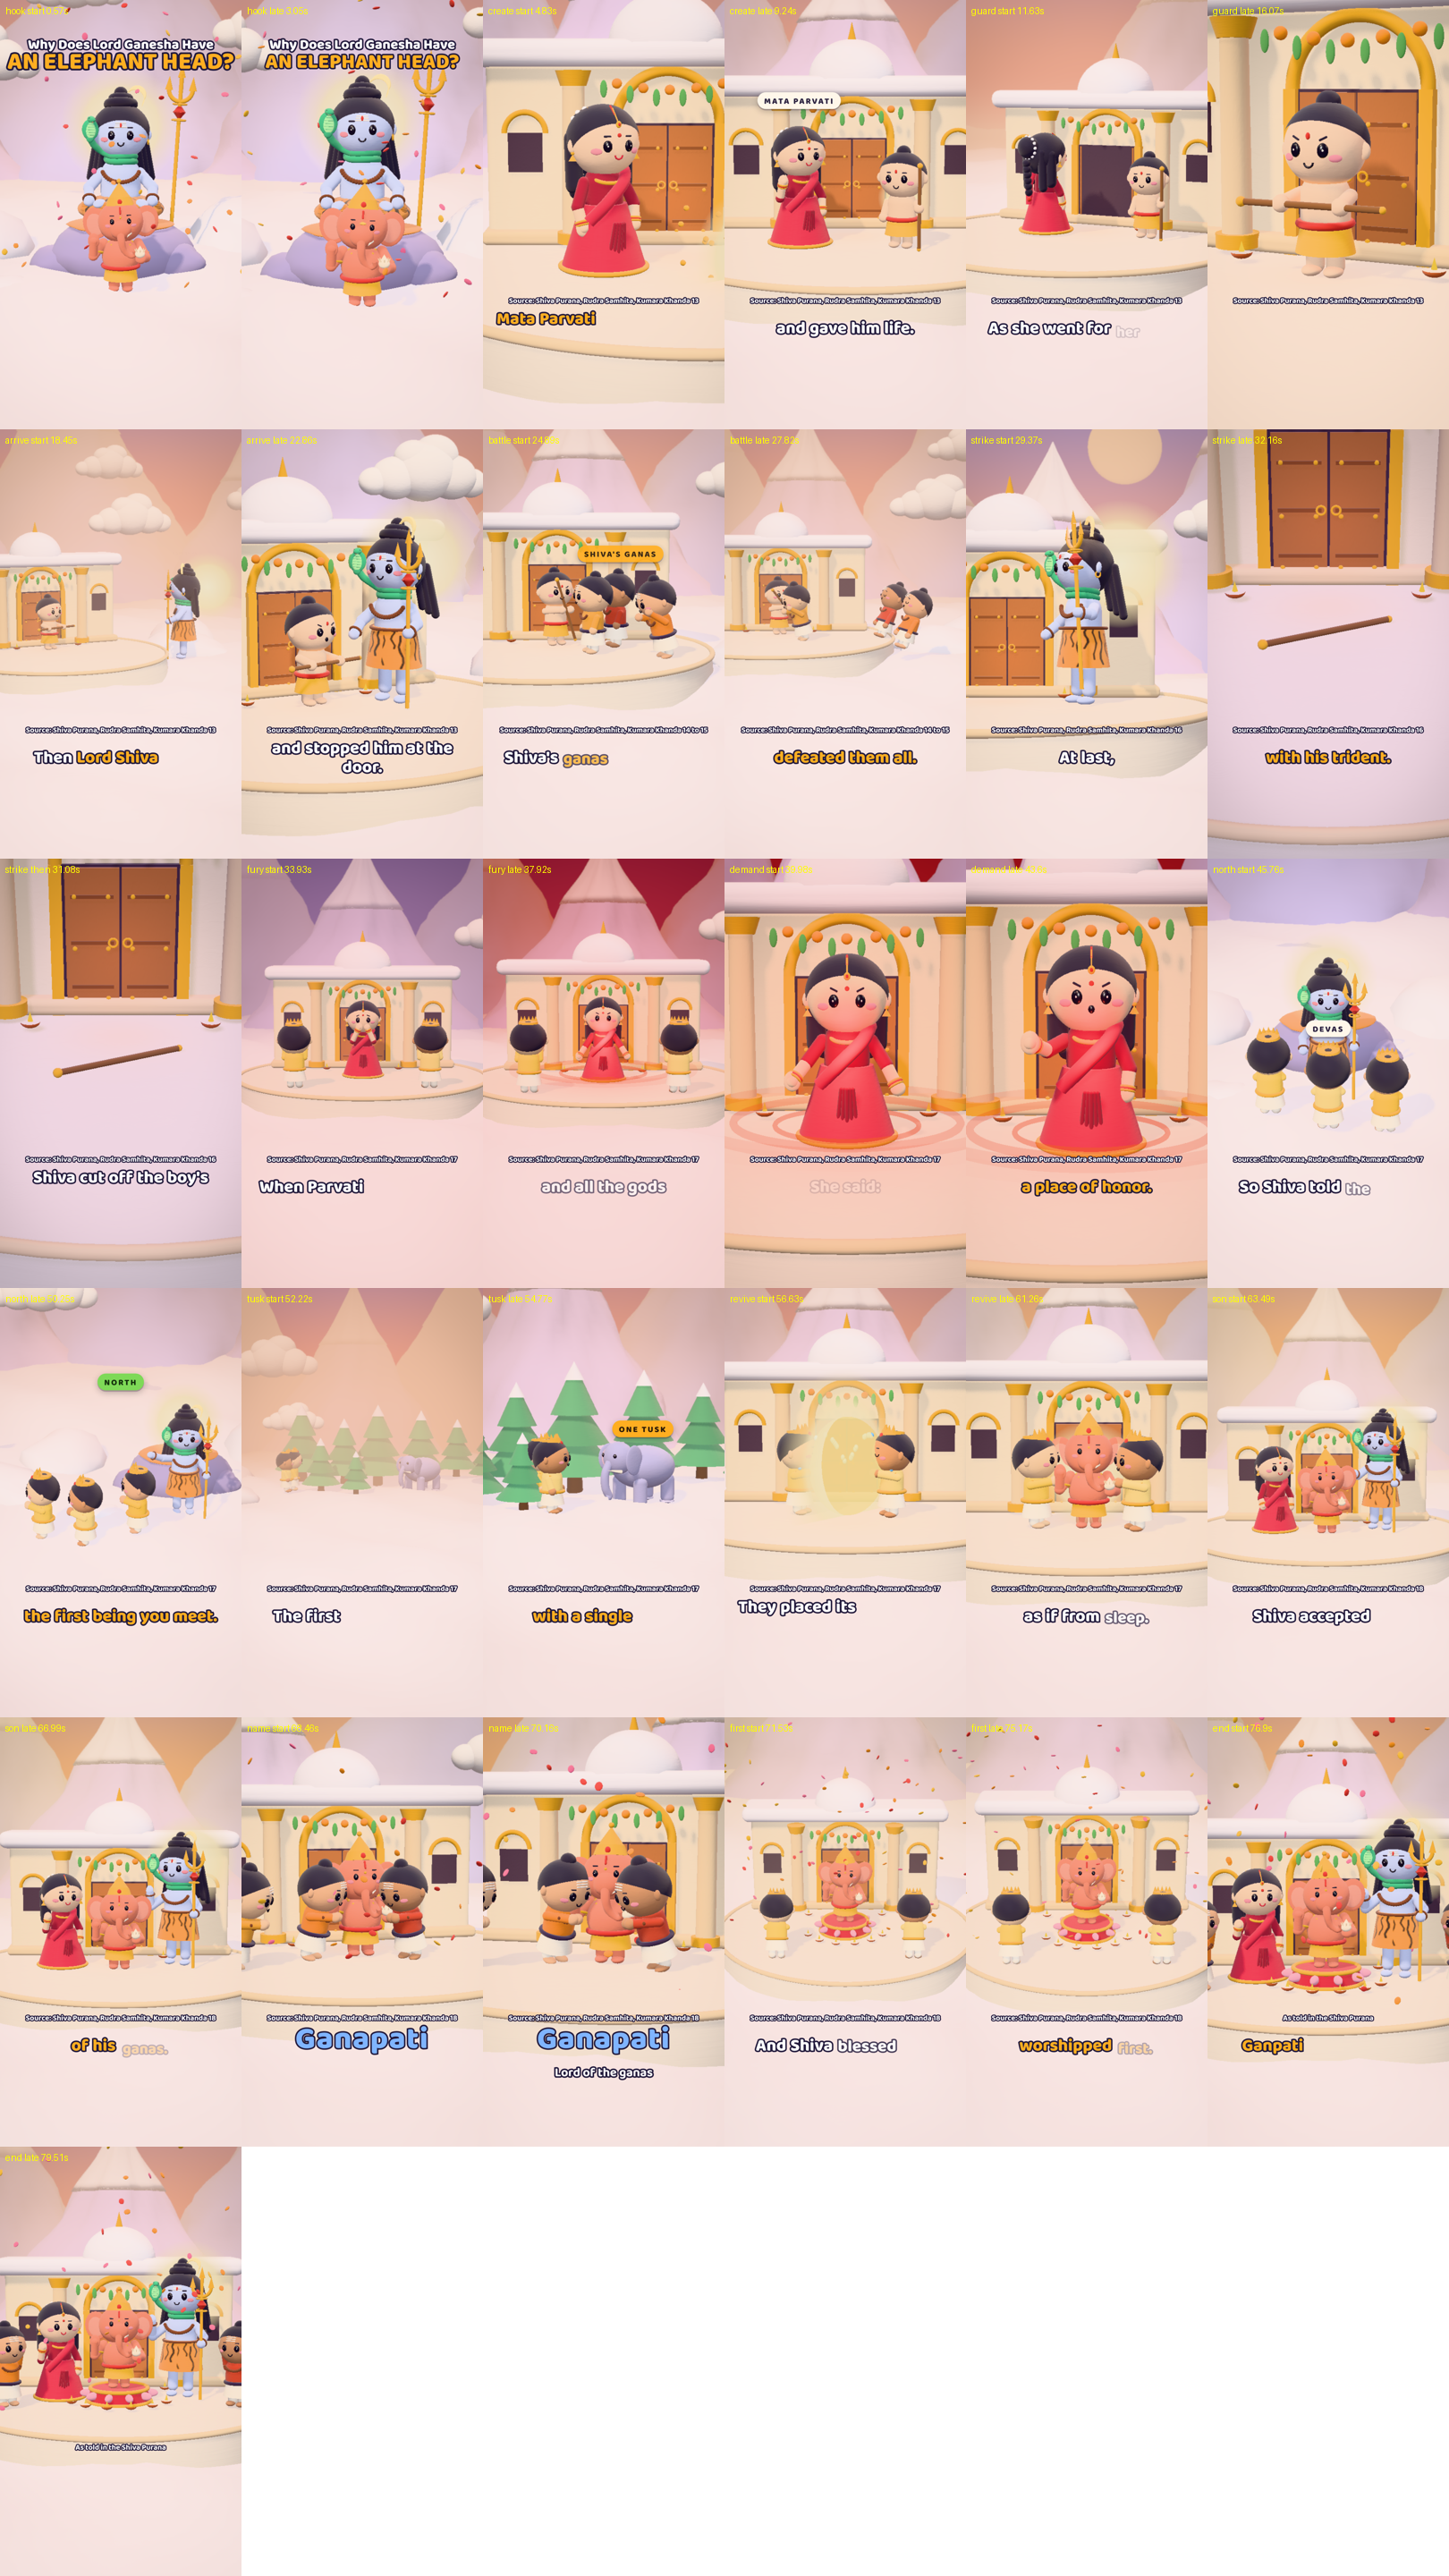 hook start 0.57s
Why Does Lord Ganesha Have
AN ELEPHANT HEAD?
hook late 3.05s
Why Does Lord Ganesha Have
AN ELEPHANT HEAD?
create start 4.83s
Source: Shiva Purana, Rudra Samhita, Kumara Khanda 13
Mata Parvati
create late 9.24s
MATA PARVATI
Source: Shiva Purana, Rudra Samhita, Kumara Khanda 13
and gave him life.
guard start 11.63s
Source: Shiva Purana, Rudra Samhita, Kumara Khanda 13
As she went for her
guard late 16.07s
Source: Shiva Purana, Rudra Samhita, Kumara Khanda 13
arrive start 18.45s
Source: Shiva Purana, Rudra Samhita, Kumara Khanda 13
Then Lord Shiva
arrive late 22.86s
Source: Shiva Purana, Rudra Samhita, Kumara Khanda 13
and stopped him at the
door.
battle start
SHIVA'S GANAS
Source: Shiva Purana, Rudra Samhita, Kumara Khanda 14 to 15
Shiva's ganas
battle late 27.82s
Source: Shiva Purana, Rudra Samhita, Kumara Khanda 14 to 15
defeated them all.
strike start 29.37s
Source: Shiva Purana, Rudra Samhita, Kumara Khanda 16
At last,
strike late 32.16s
Source: Shiva Purana, Rudra Samhita, Kumara Khanda 16
with his trident.
strike then 31.08s
Source: Shiva Purana, Rudra Samhita, Kumara Khanda 16
Shiva cut off the boy's
fury start 33.93s
Source: Shiva Purana, Rudra Samhita, Kumara Khanda 17
When Parvati
fury late 37.92s
Source: Shiva Purana, Rudra Samhita, Kumara Khanda 17
and all the gods
demand start
Source: Shiva Purana, Rudra Samhita, Kumara Khanda 17
She said:
demand late
Source: Shiva Purana, Rudra Samhita, Kumara Khanda 17
a place of honor.
north start 45.76s
DEVAS
Source: Shiva Purana, Rudra Samhita, Kumara Khanda 17
So Shiva told the
north late
NORTH
Source: Shiva Purana, Rudra Samhita, Kumara Khanda 17
the first being you meet.
tusk start 52.22s
Source: Shiva Purana, Rudra Samhita, Kumara Khanda 17
The first
tusk late 54.77s
ONE TUSK
Source: Shiva Purana, Rudra Samhita, Kumara Khanda 17
with a single
revive start 56.63s
Source: Shiva Purana, Rudra Samhita, Kumara Khanda 17
They placed its
revive late 61.26s
Source: Shiva Purana, Rudra Samhita, Kumara Khanda 17
as if from sleep.
son start 63.49s
Source: Shiva Purana, Rudra Samhita, Kumara Khanda 18
Shiva accepted
son late 66.99s
Source: Shiva Purana, Rudra Samhita, Kumara Khanda 18
of his ganas.
name start
Source: Shiva Purana, Rudra Samhita, Kumara Khanda 18
Ganapati
name late 70.16s
Source: Shiva Purana, Rudra Samhita, Kumara Khanda 18
Ganapati
Lord of the ganas
first start
Source: Shiva Purana, Rudra Samhita, Kumara Khanda 18
And Shiva blessed
first late 75.17s
Source: Shiva Purana, Rudra Samhita, Kumara Khanda 18
worshipped first.
end start 76.9s
As told in the Shiva Purana
Ganpati
end late 79.51s
As told in the Shiva Purana